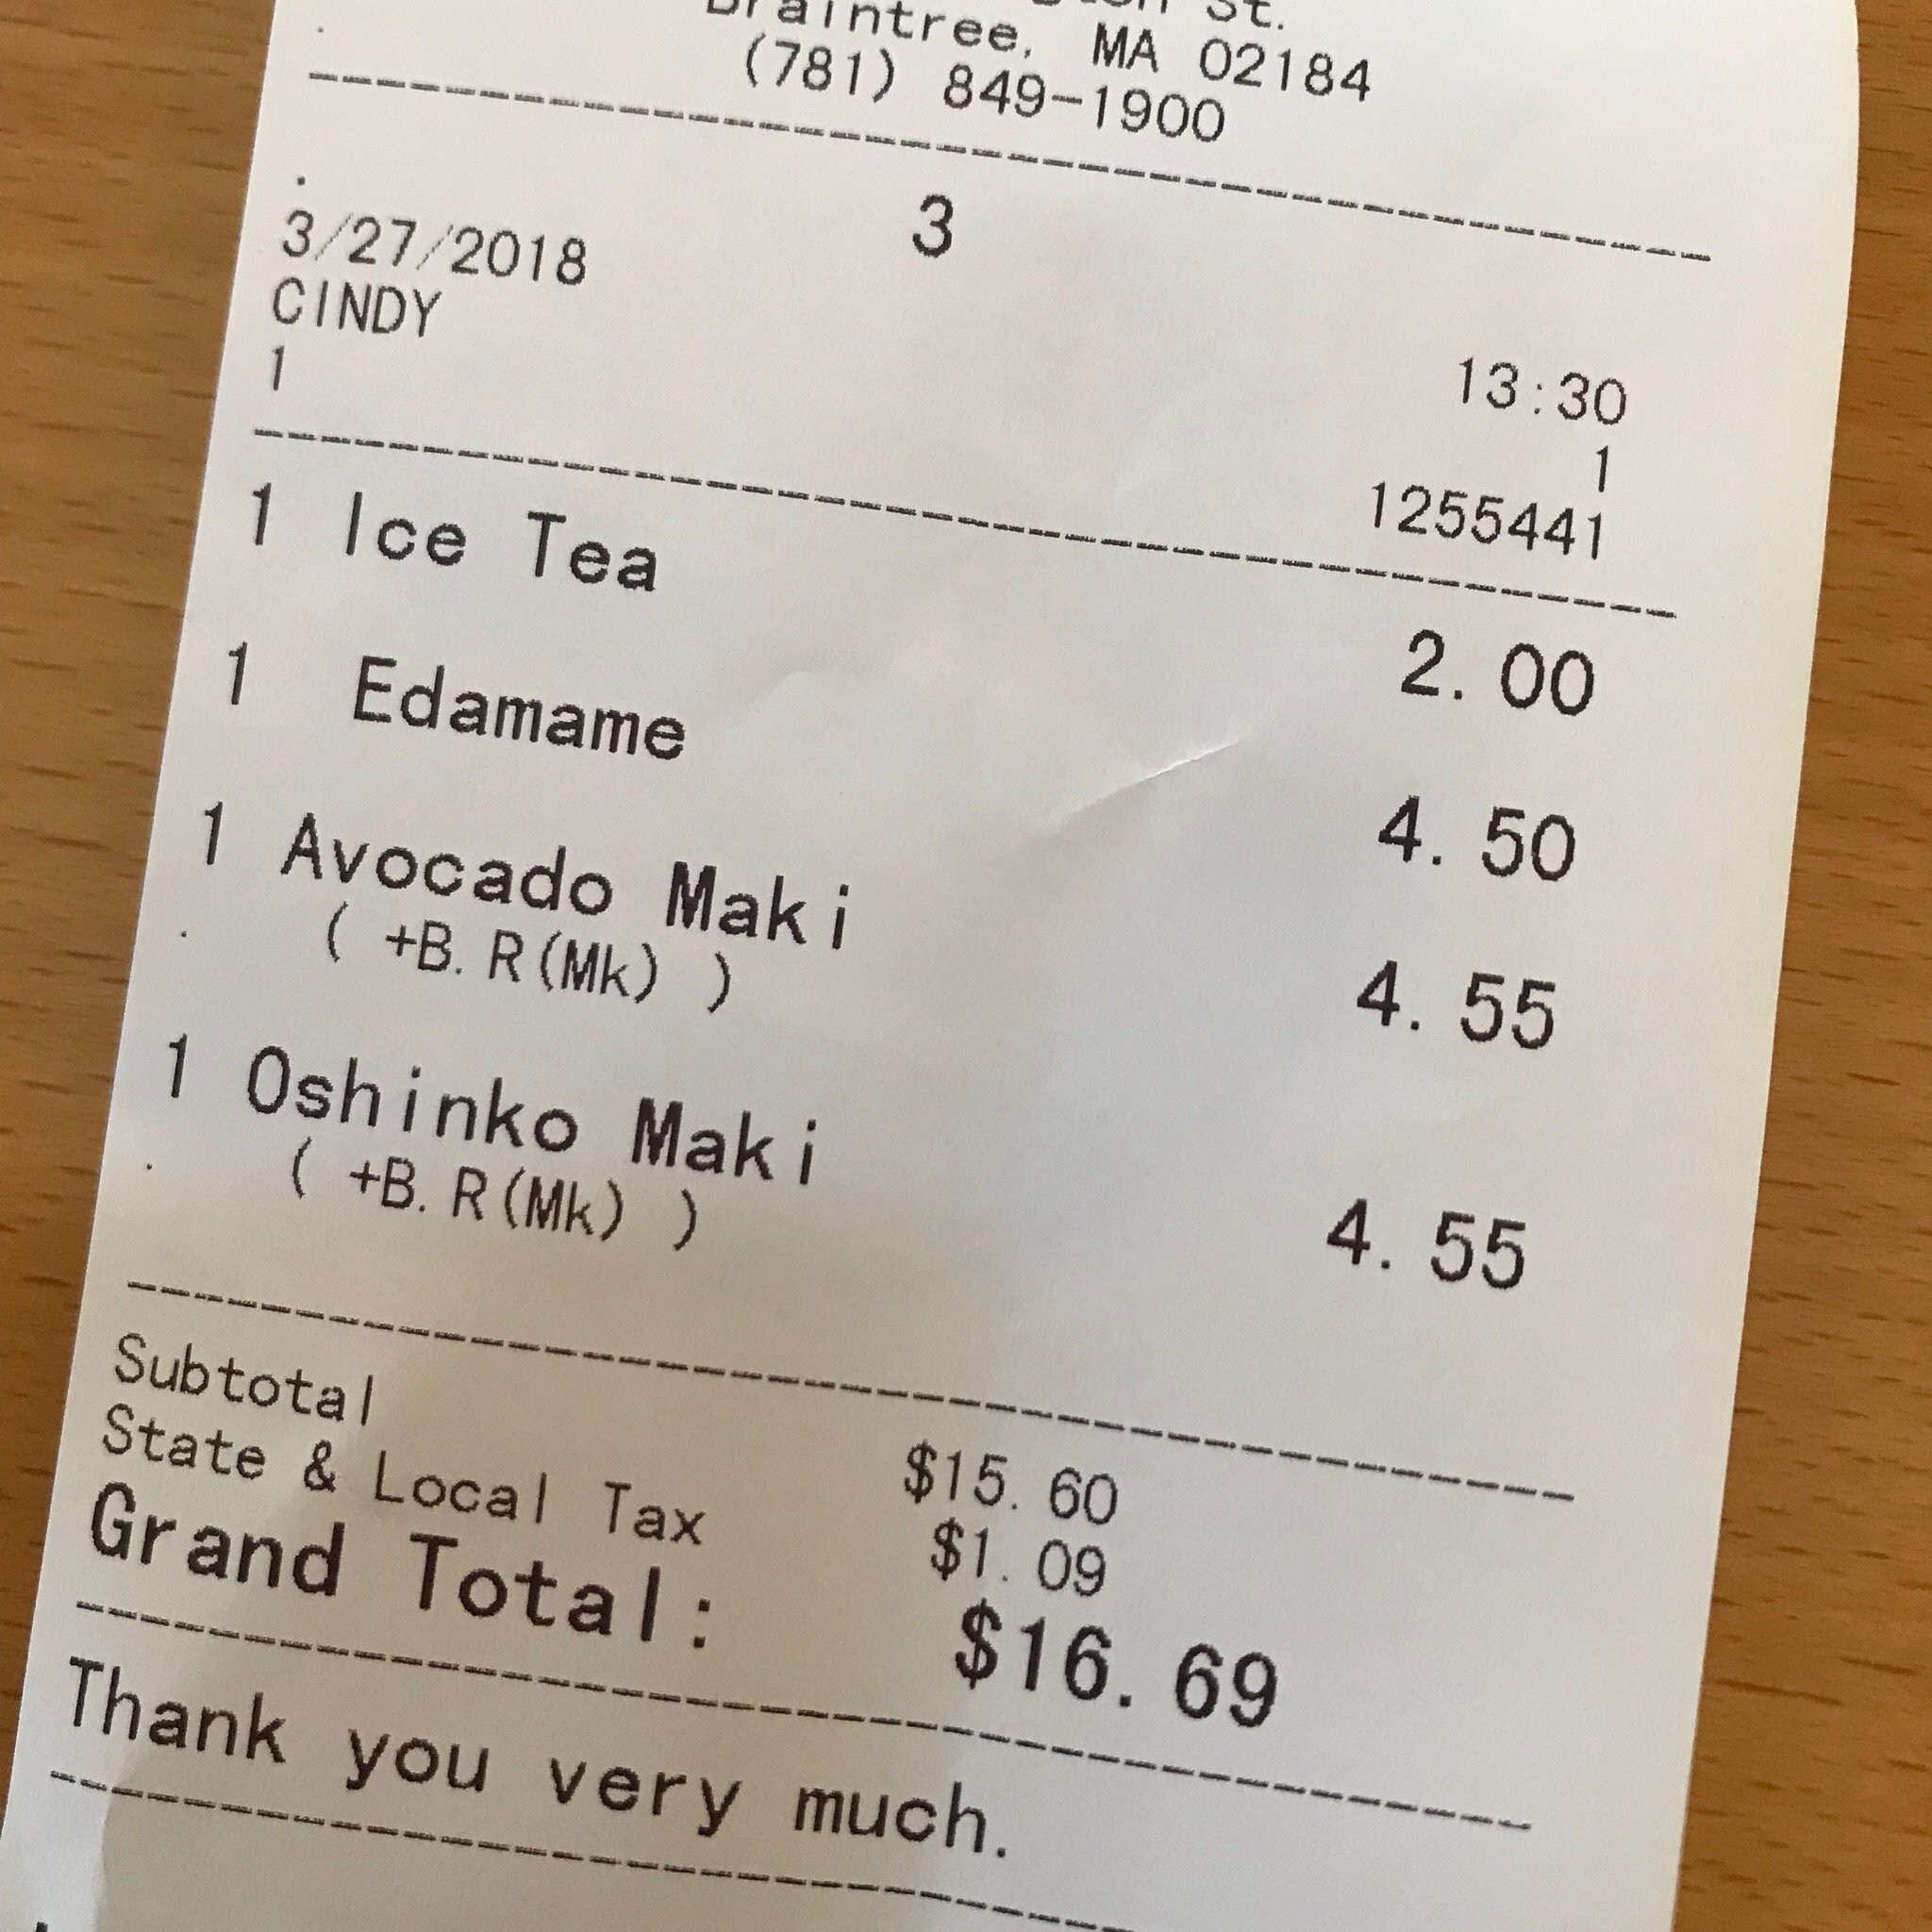 St.
Braintree, MA 02184
(781) 849-1900
3
3/27/2018 13:30
CINDY 1
1 1255441
1 Ice Tea 2.00
1 Edamame 4.50
1 Avocado Maki 4.55
( +B.R(Mk) )
1 Oshinko Maki 4.55
( +B.R(Mk) )
Subtotal $15.60
State & Local Tax $1.09
Grand Total: $16.69
Thank you very much.